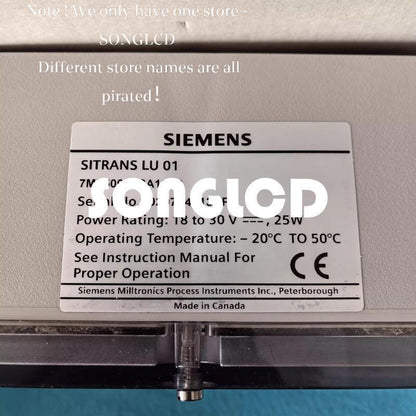 Note!We only have one store -
SONGLCD
Different store names are all
pirated!
SIEMENS
SITRANS LU 01
SONGLCD
Power Rating: 18 to 30 V ⎓, 25W
Operating Temperature: – 20°C TO 50°C
See Instruction Manual For
Proper Operation
CE
Siemens Milltronics Process Instruments Inc., Peterborough
Made in Canada